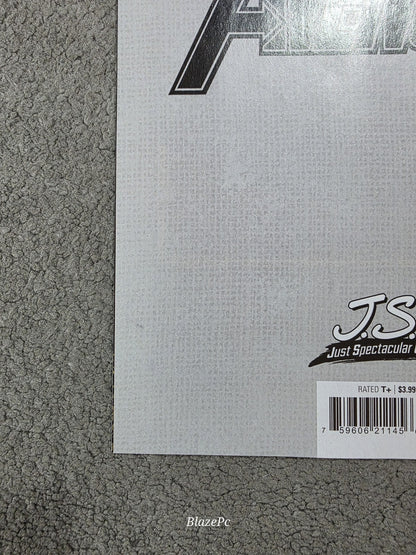 J.S.
Just Spectacular
RATED T+ $3.99
7 59606 21145
BlazePc